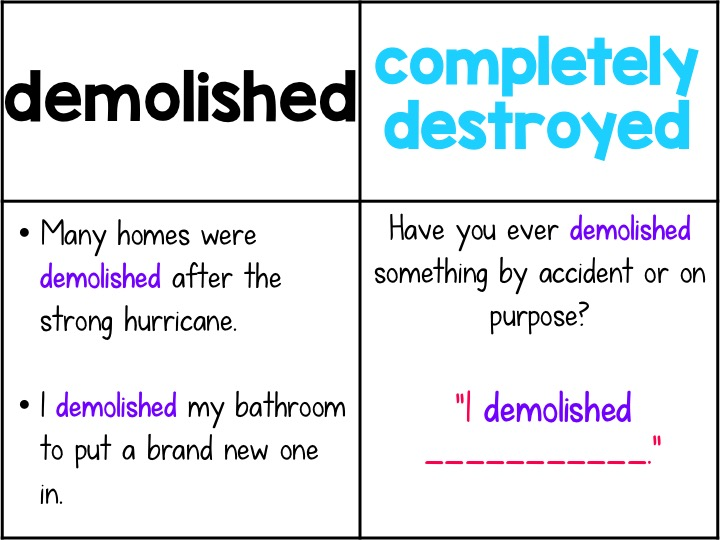 demolished
completely
destroyed
• Many homes were
demolished after the
strong hurricane.
• I demolished my bathroom
to put a brand new one
in.
Have you ever demolished
something by accident or on
purpose?
"I demolished
___________."